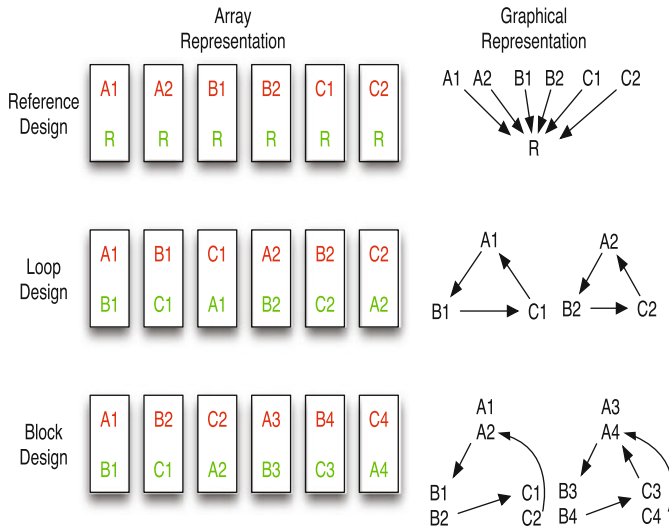 Array
Representation
Graphical
Representation
Reference
Design
A1 A2 B1 B2 C1 C2
R R R R R R
A1 A2 B1 B2 C1 C2
R
Loop
Design
A1 B1 C1 A2 B2 C2
B1 C1 A1 B2 C2 A2
A1
B1 C1
A2
B2 C2
Block
Design
A1 B2 C2 A3 B4 C4
B1 C1 A2 B3 C3 A4
A1
A2
B1 C1
B2 C2
A3
A4
B3 C3
B4 C4